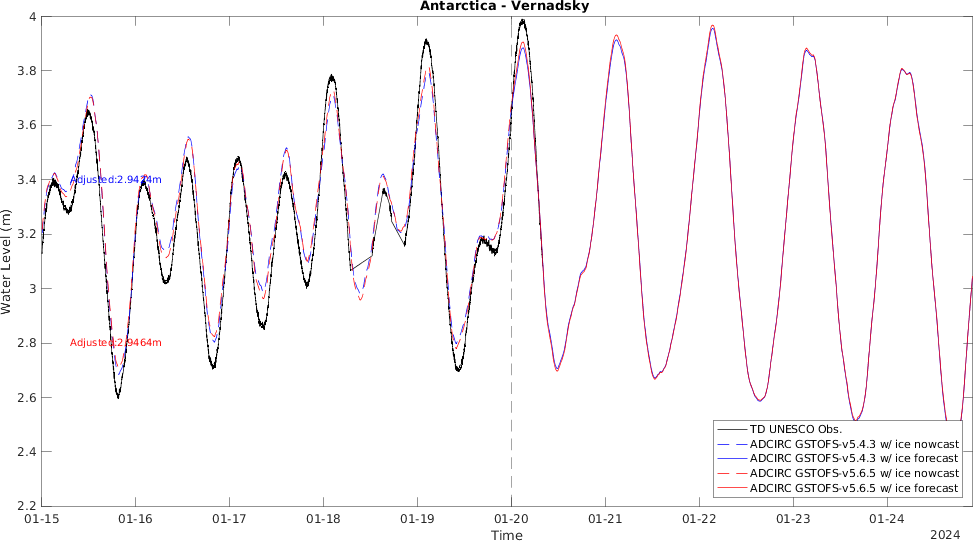 Antarctica - Vernadsky
4
3.8
3.6
3.4
3.2
3
2.8
2.6
2.4
2.2
Water Level (m)
Adjusted:2.9424m
Adjusted:2.9464m
TD UNESCO Obs.
ADCIRC GSTOFS-v5.4.3 w/ ice nowcast
ADCIRC GSTOFS-v5.4.3 w/ ice forecast
ADCIRC GSTOFS-v5.6.5 w/ ice nowcast
ADCIRC GSTOFS-v5.6.5 w/ ice forecast
01-15 01-16 01-17 01-18 01-19 01-20 01-21 01-22 01-23 01-24
Time
2024